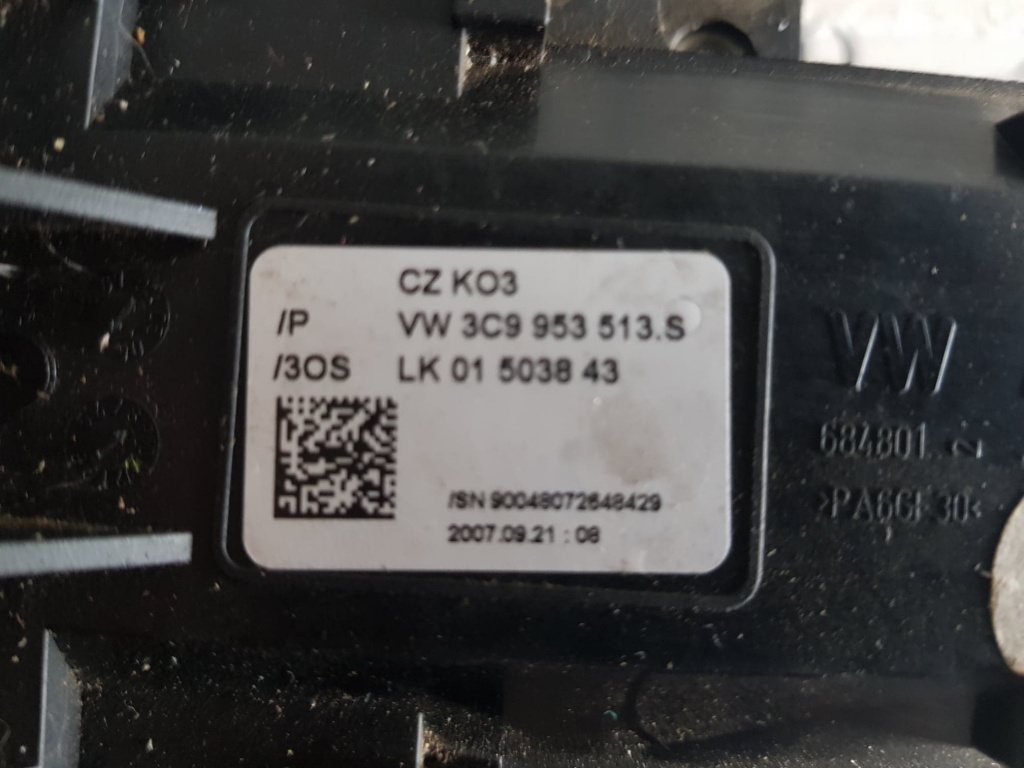 CZ KO3
/P VW 3C9 953 513.S
/3OS LK 01 5038 43
/SN 90048072648429
2007.09.21 : 08
VW
684801 2
>PA6GF30<